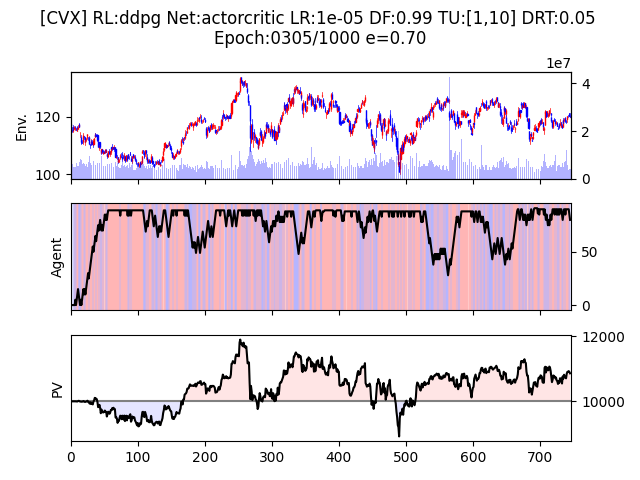 [CVX] RL:ddpg Net:actorcritic LR:1e-05 DF:0.99 TU:[1,10] DRT:0.05
Epoch:0305/1000 e=0.70
1e7
Env.
120
100
4
2
0
Agent
50
0
PV
12000
10000
0 100 200 300 400 500 600 700